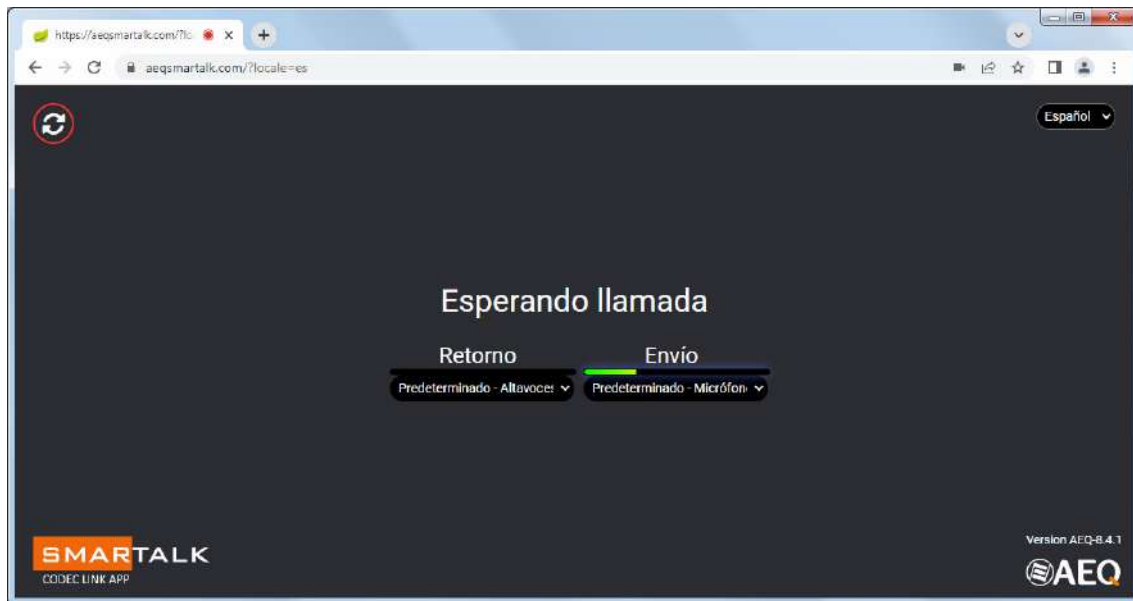 https://aeqsmartalk.com/?lo
aeqsmartalk.com/?locale=es
Español
Esperando llamada
Retorno
Envío
Predeterminado - Altavoces
Predeterminado - Micrófon
SMARTALK
CODEC LINK APP
Version AEQ-8.4.1
AEQ